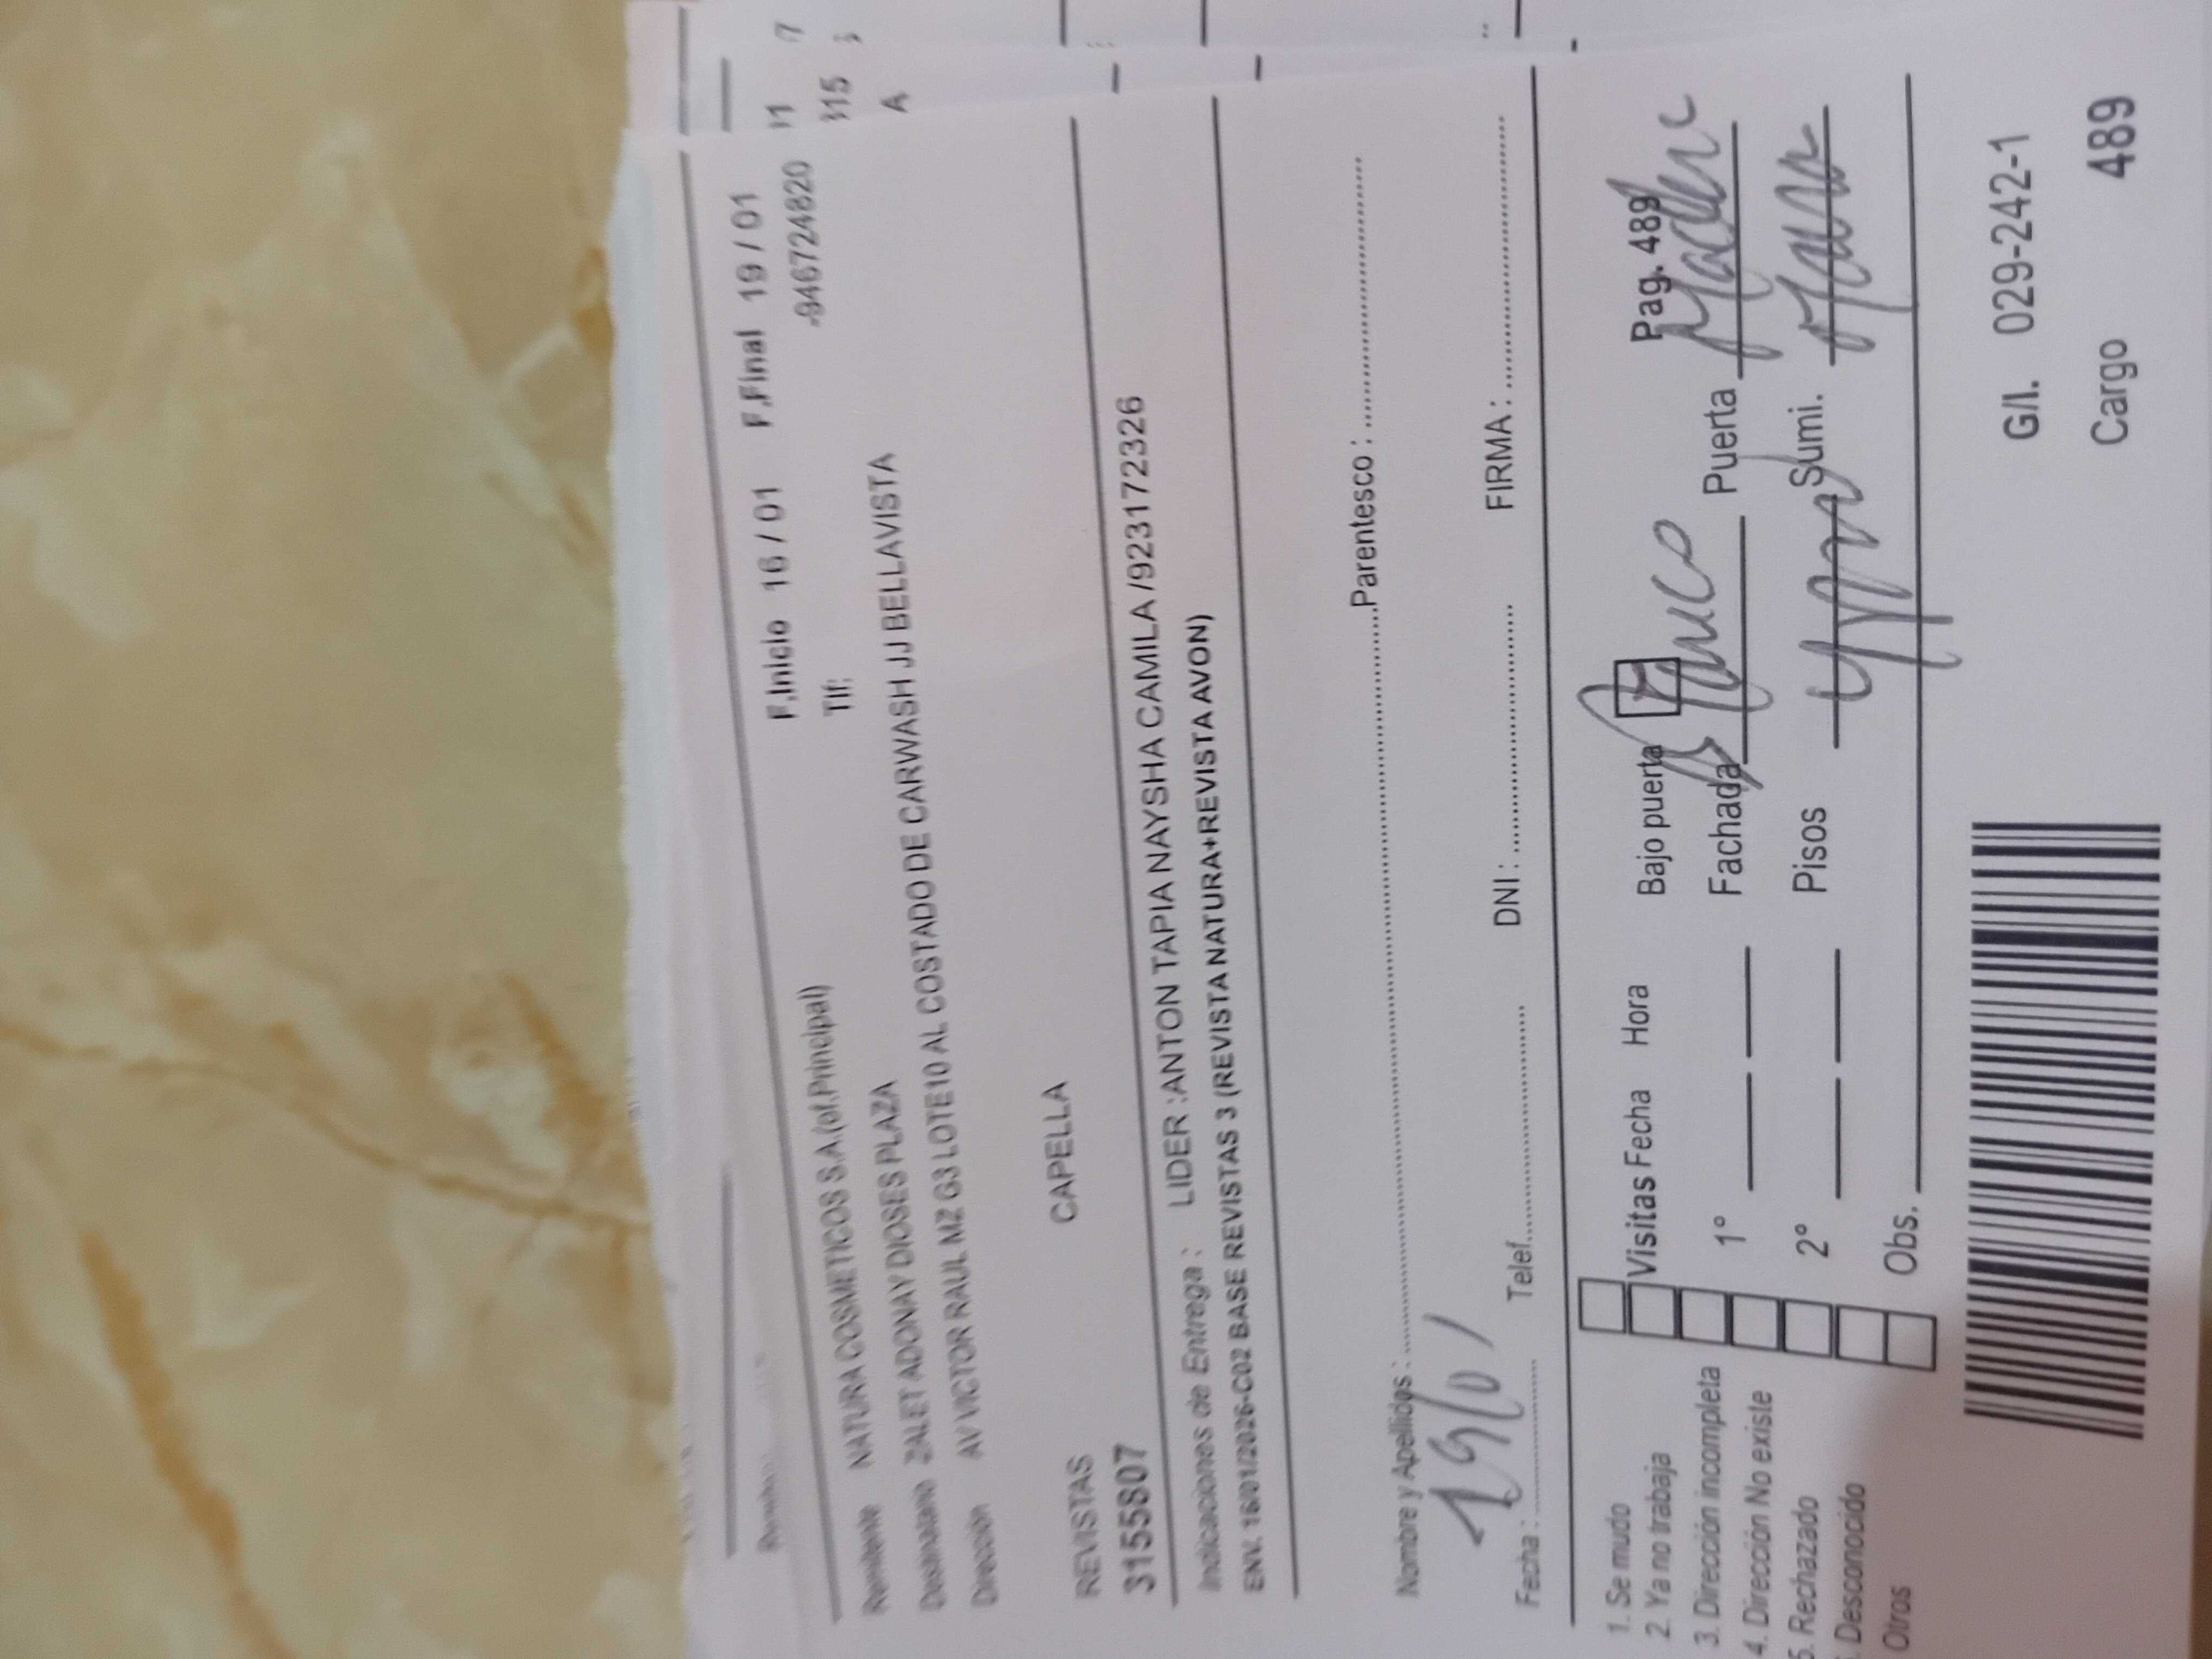 F.Inicio 16 / 01 F.Final 19 / 01
Remitente NATURA COSMETICOS S.A.(of.Principal) Tlf: -946724820
Destinatario ZALET ADONAY DIOSES PLAZA
Dirección AV VICTOR RAUL MZ G3 LOTE10 AL COSTADO DE CARWASH JJ BELLAVISTA
CAPELLA
REVISTAS
3155807
Indicaciones de Entrega : LIDER :ANTON TAPIA NAYSHA CAMILA /923172326
ENV. 16/01/2026-C02 BASE REVISTAS 3 (REVISTA NATURA+REVISTA AVON)
Nombre y Apellidos : Parentesco :
19/01
Fecha : Telef. DNI : FIRMA :
1. Se mudo
2. Ya no trabaja
3. Dirección incompleta
4. Dirección No existe
5. Rechazado
Desconocido
Otros
Visitas Fecha Hora Bajo puerta Pag. 489
1° Fachada Puerta
2° Pisos Sumi.
Obs.
G/l. 029-242-1
Cargo 489